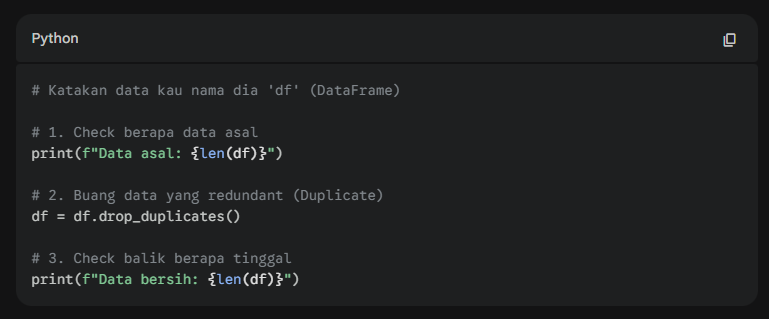 Python
# Katakan data kau nama dia 'df' (DataFrame)
# 1. Check berapa data asal
print(f"Data asal: {len(df)}")
# 2. Buang data yang redundant (Duplicate)
df = df.drop_duplicates()
# 3. Check balik berapa tinggal
print(f"Data bersih: {len(df)}")